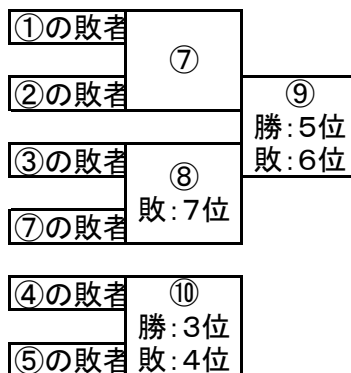 ①の敗者
⑦
②の敗者
⑨
勝:5位
敗:6位
③の敗者
⑧
敗:7位
⑦の敗者
④の敗者
⑩
勝:3位
敗:4位
⑤の敗者